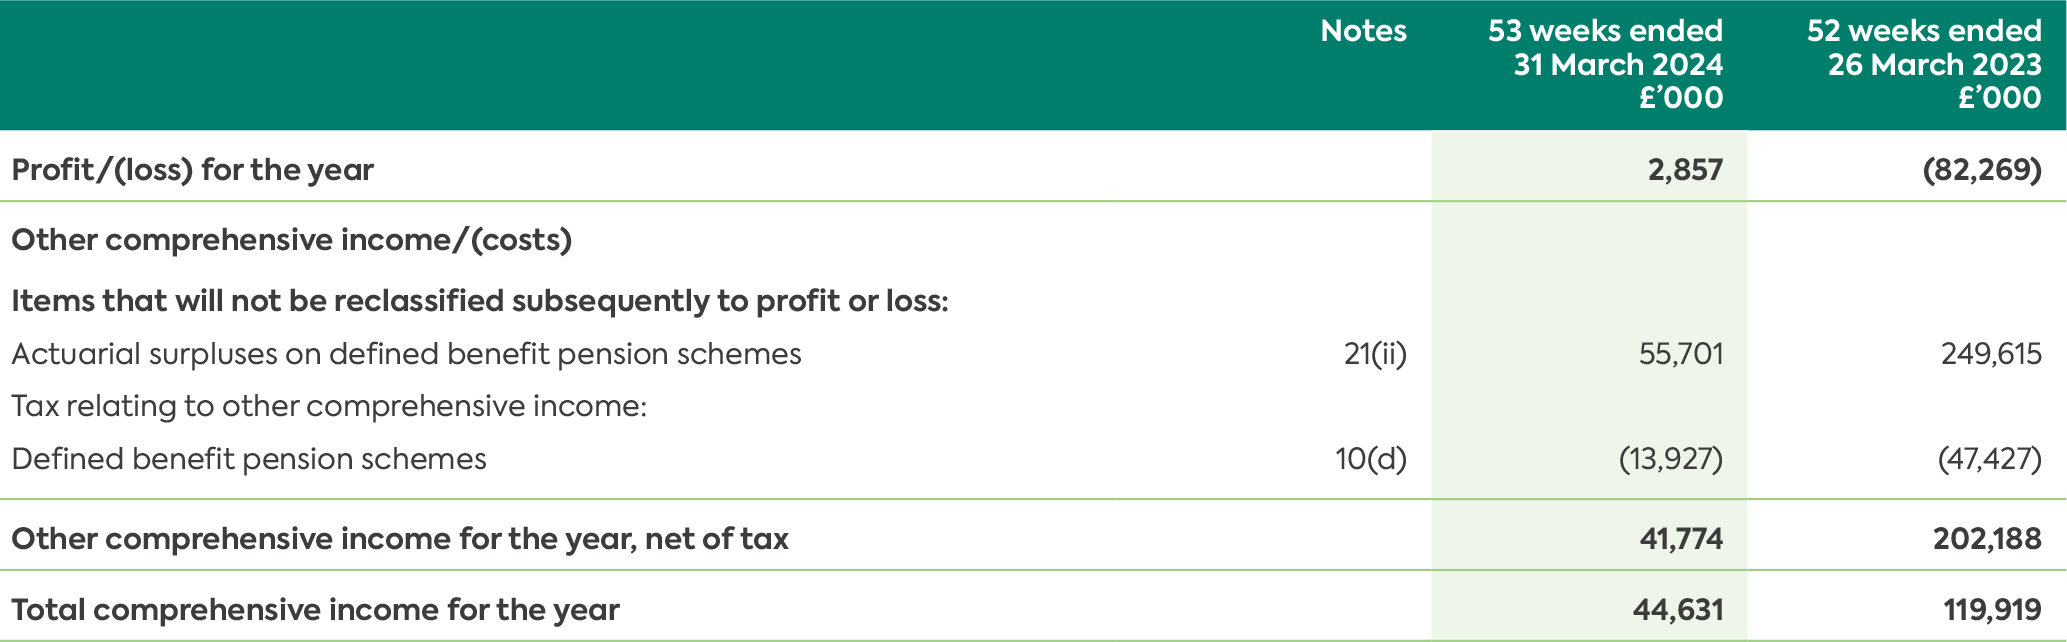 Notes 53 weeks ended 52 weeks ended
31 March 2024 26 March 2023
£’000 £’000
Profit/(loss) for the year 2,857 (82,269)
Other comprehensive income/(costs)
Items that will not be reclassified subsequently to profit or loss:
Actuarial surpluses on defined benefit pension schemes 21(ii) 55,701 249,615
Tax relating to other comprehensive income:
Defined benefit pension schemes 10(d) (13,927) (47,427)
Other comprehensive income for the year, net of tax 41,774 202,188
Total comprehensive income for the year 44,631 119,919